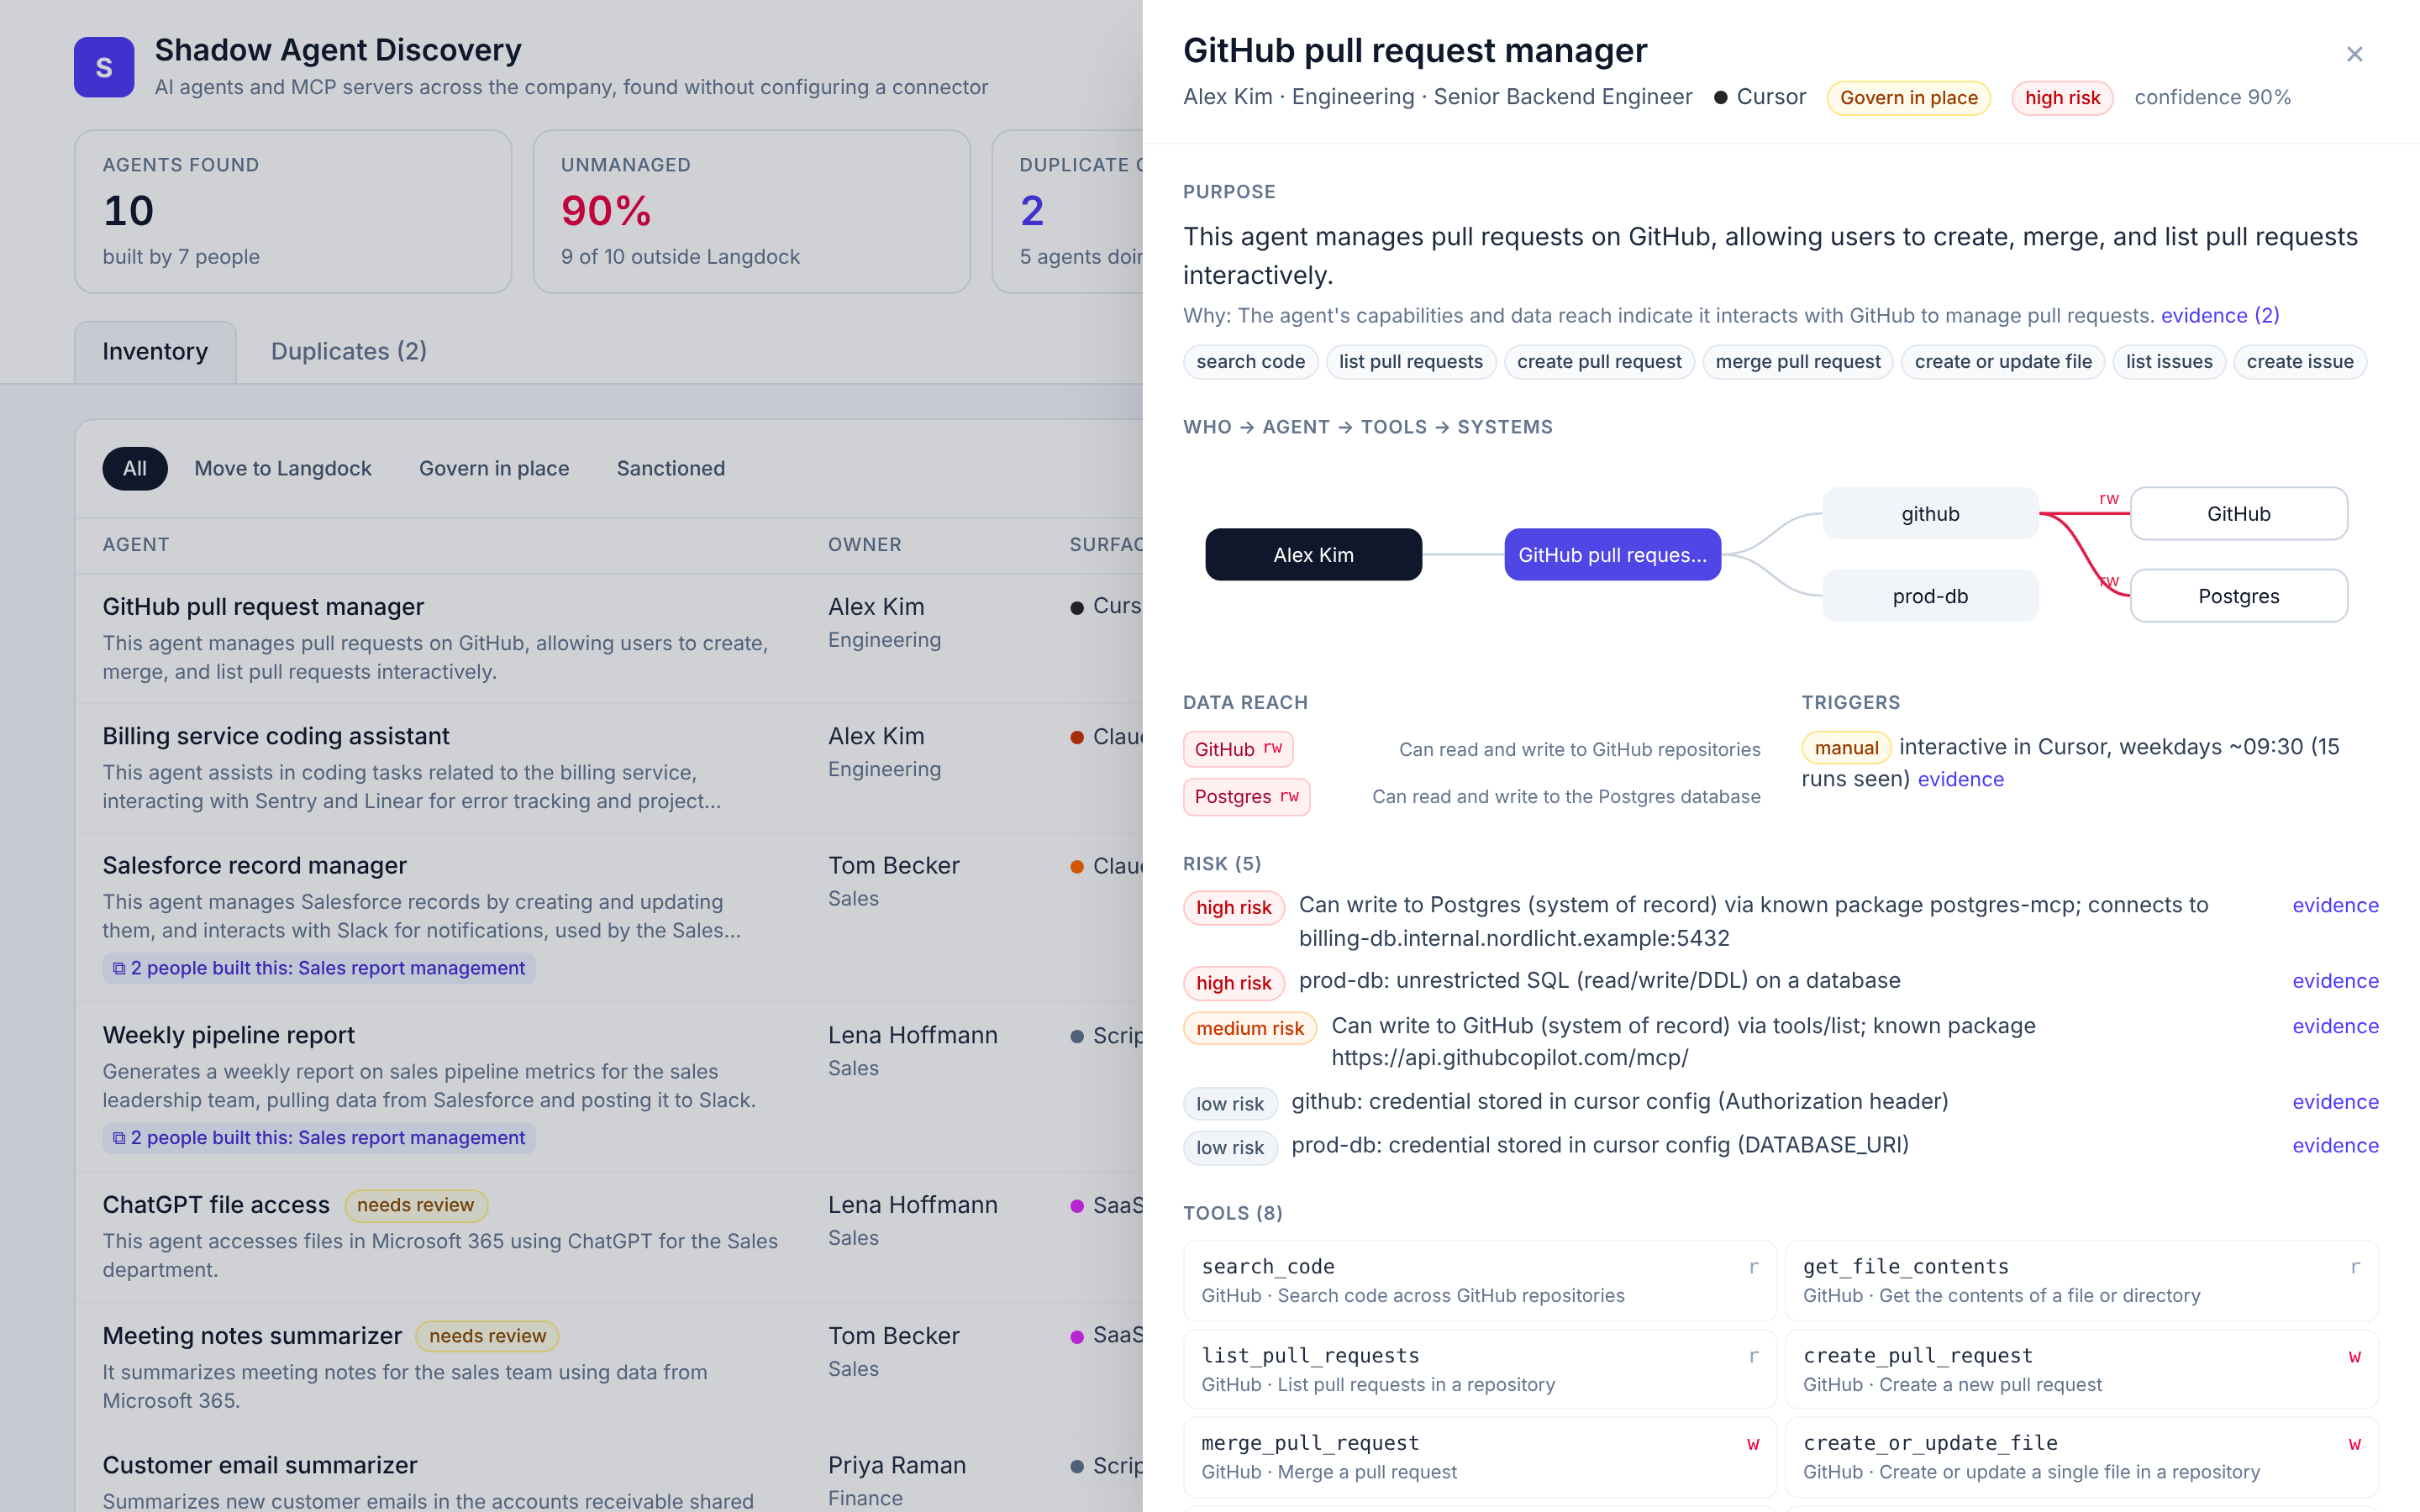 S
Shadow Agent Discovery
AI agents and MCP servers across the company, found without configuring a connector
AGENTS FOUND
10
built by 7 people
UNMANAGED
90%
9 of 10 outside Langdock
DUPLICATE
2
5 agents
Inventory
Duplicates (2)
All
Move to Langdock
Govern in place
Sanctioned
AGENT
OWNER
GitHub pull request manager
This agent manages pull requests on GitHub, allowing users to create,
merge, and list pull requests interactively.
Alex Kim
Engineering
Billing service coding assistant
This agent assists in coding tasks related to the billing service,
interacting with Sentry and Linear for error tracking and project...
Alex Kim
Engineering
Salesforce record manager
This agent manages Salesforce records by creating and updating
them, and interacts with Slack for notifications, used by the Sales...
2 people built this: Sales report management
Tom Becker
Sales
Weekly pipeline report
Generates a weekly report on sales pipeline metrics for the sales
leadership team, pulling data from Salesforce and posting it to Slack.
2 people built this: Sales report management
Lena Hoffmann
Sales
ChatGPT file access needs review
This agent accesses files in Microsoft 365 using ChatGPT for the Sales
department.
Lena Hoffmann
Sales
Meeting notes summarizer needs review
It summarizes meeting notes for the sales team using data from
Microsoft 365.
Tom Becker
Sales
Customer email summarizer
Summarizes new customer emails in the accounts receivable shared
Priya Raman
Finance
GitHub pull request manager
×
Alex Kim · Engineering · Senior Backend Engineer Cursor Govern in place high risk confidence 90%
PURPOSE
This agent manages pull requests on GitHub, allowing users to create, merge, and list pull requests
interactively.
Why: The agent's capabilities and data reach indicate it interacts with GitHub to manage pull requests. evidence (2)
search code list pull requests create pull request merge pull request create or update file list issues create issue
WHO → AGENT → TOOLS → SYSTEMS
Alex Kim
GitHub pull reques...
github
prod-db
rw
rw
GitHub
Postgres
DATA REACH
GitHub rw Can read and write to GitHub repositories
Postgres rw Can read and write to the Postgres database
TRIGGERS
manual interactive in Cursor, weekdays ~09:30 (15
runs seen) evidence
RISK (5)
high risk Can write to Postgres (system of record) via known package postgres-mcp; connects to evidence
billing-db.internal.nordlicht.example:5432
high risk prod-db: unrestricted SQL (read/write/DDL) on a database evidence
medium risk Can write to GitHub (system of record) via tools/list; known package evidence
https://api.githubcopilot.com/mcp/
low risk github: credential stored in cursor config (Authorization header) evidence
low risk prod-db: credential stored in cursor config (DATABASE_URI) evidence
TOOLS (8)
search_code r
GitHub · Search code across GitHub repositories
get_file_contents r
GitHub · Get the contents of a file or directory
list_pull_requests r
GitHub · List pull requests in a repository
create_pull_request w
GitHub · Create a new pull request
merge_pull_request w
GitHub · Merge a pull request
create_or_update_file w
GitHub · Create or update a single file in a repository